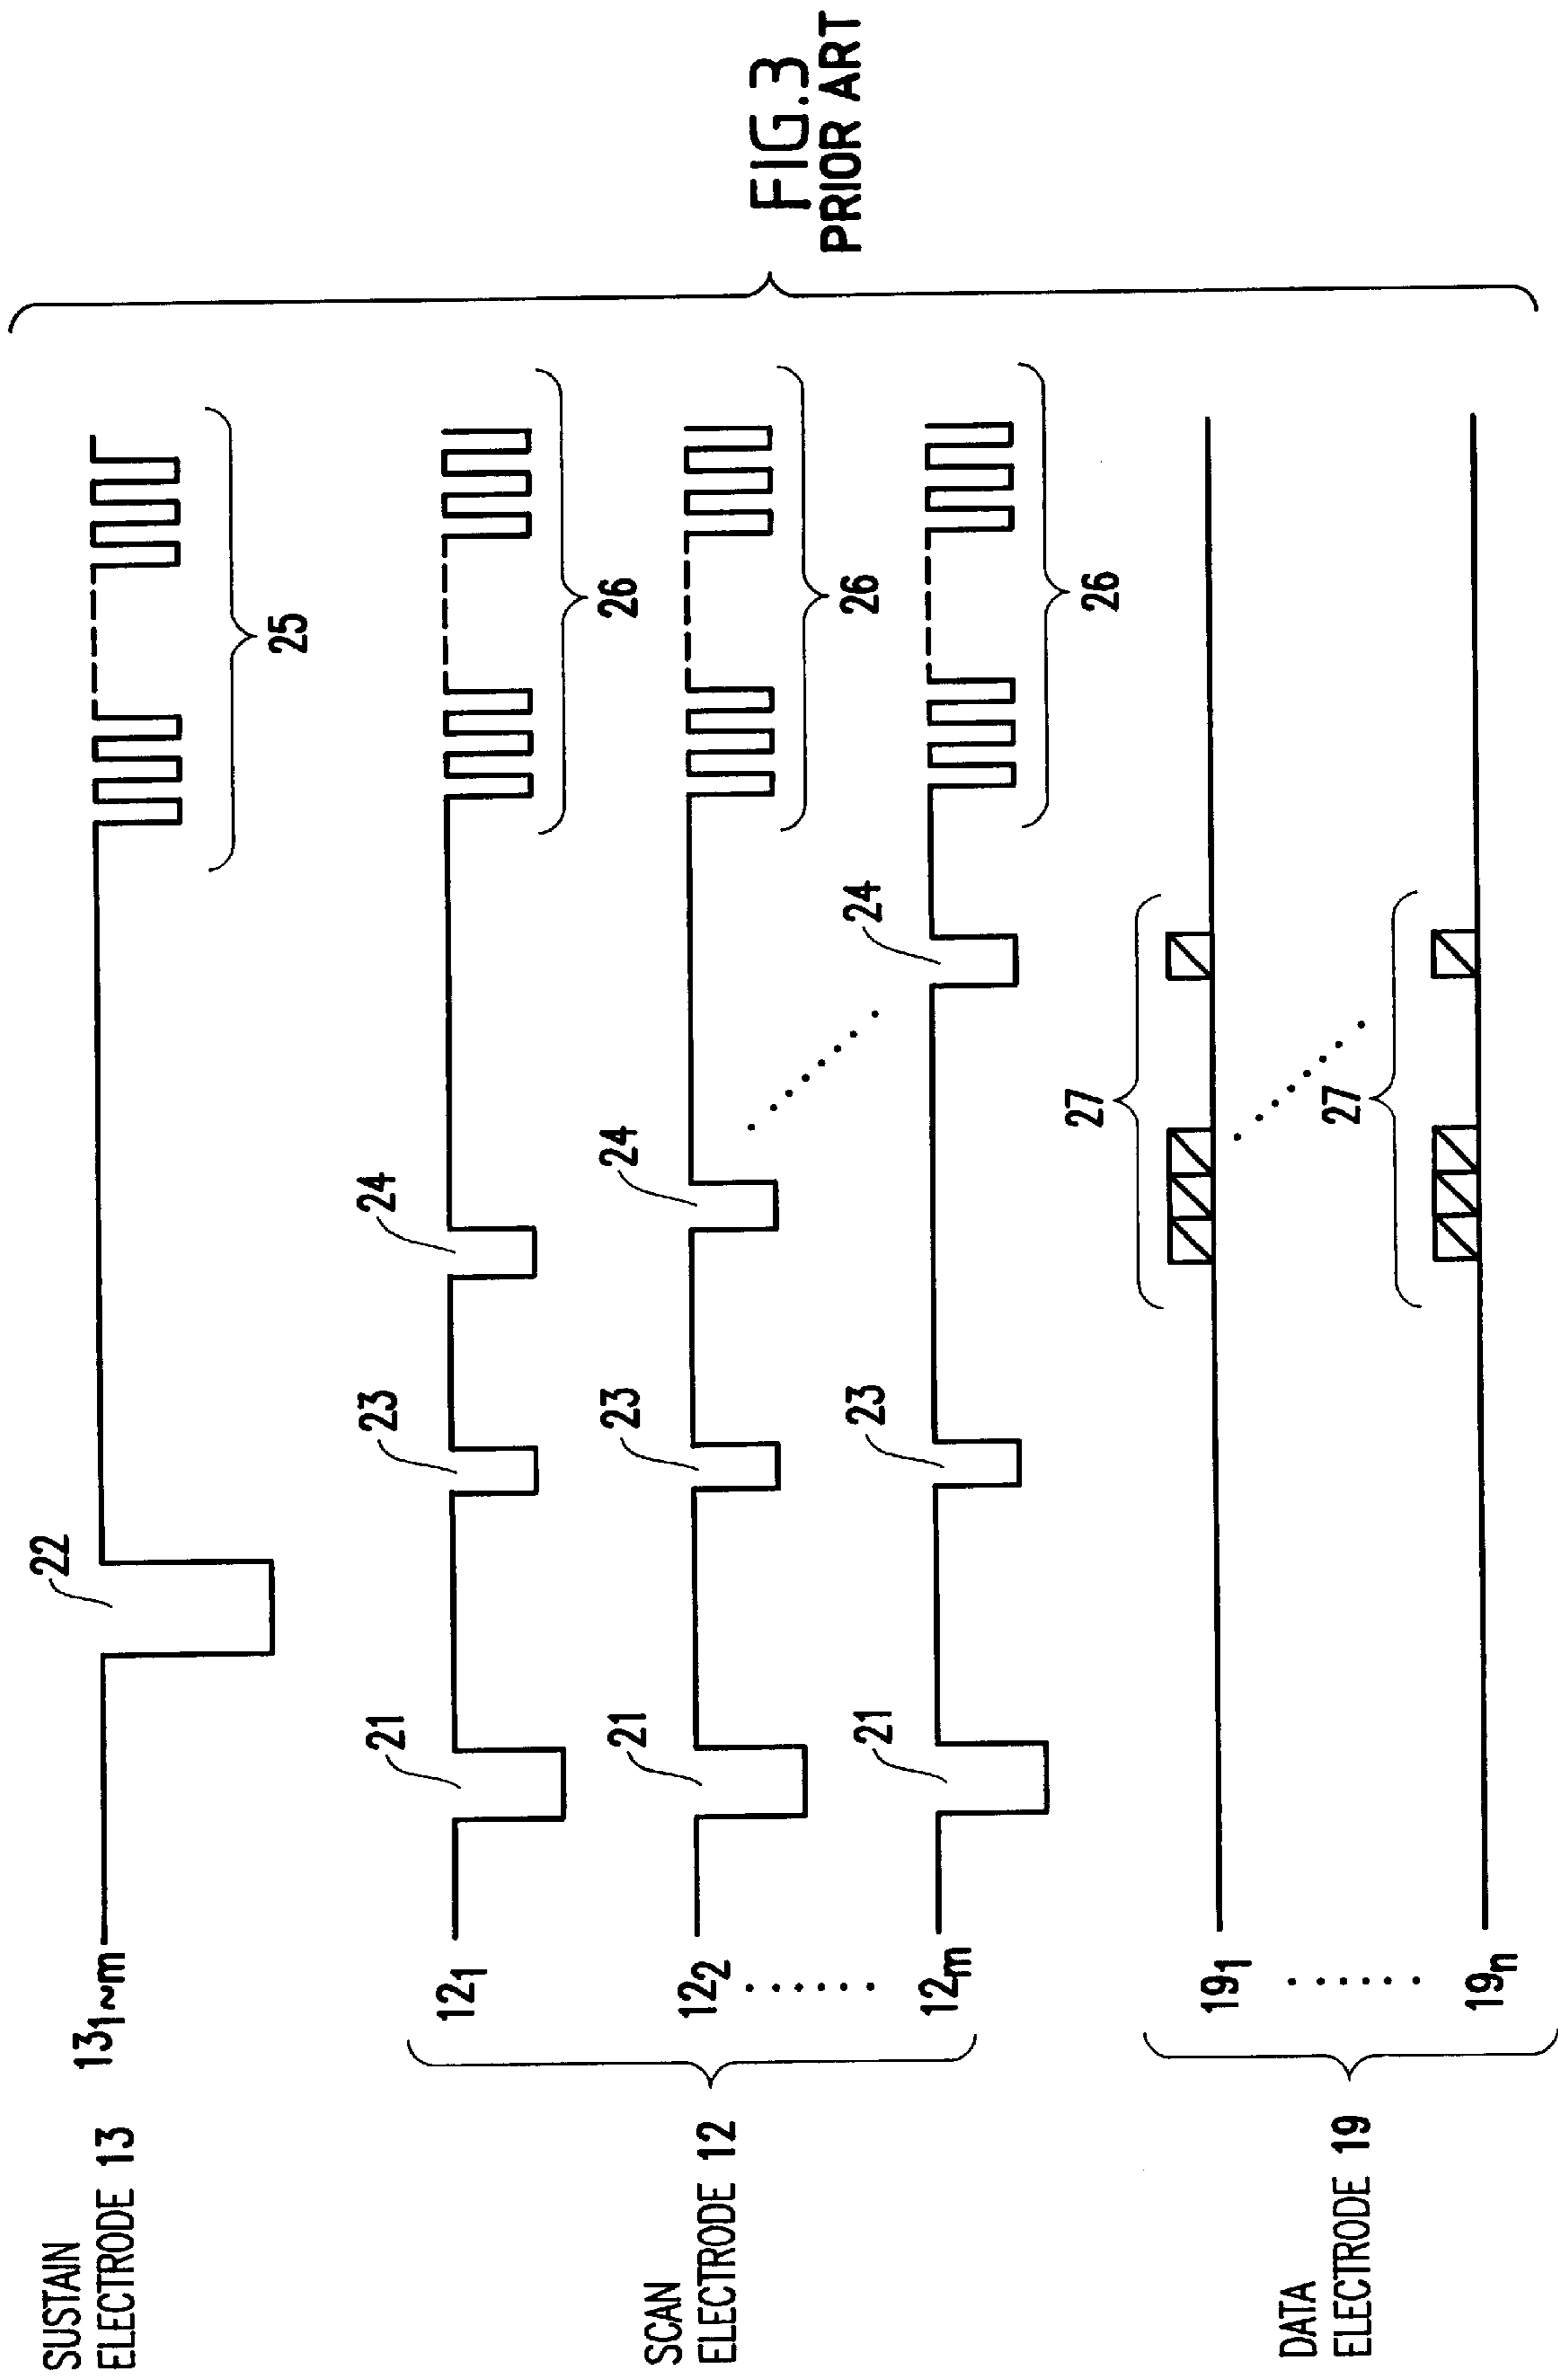 SUSTAIN
ELECTRODE 13
13₁~m
22
25
SCAN
ELECTRODE 12
12₁
21
23
24
26
12₂
21
23
24
26
12m
21
23
24
26
DATA
ELECTRODE 19
19₁
27
19n
27
FIG.3
PRIOR ART